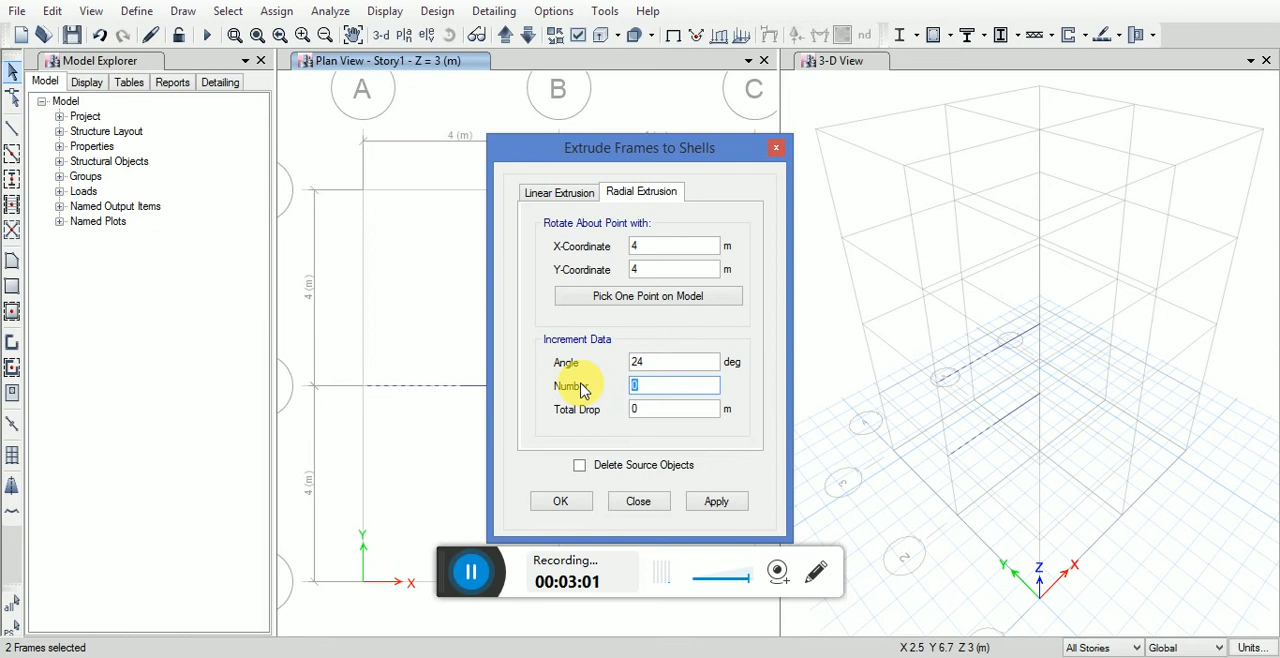 File Edit View Define Draw Select Assign Analyze Display Design Detailing Options Tools Help
3-d nd
Model Explorer
Plan View - Story1 - Z = 3 (m)
3-D View
Model Display Tables Reports Detailing
Model
Project
Structure Layout
Properties
Structural Objects
Groups
Loads
Named Output Items
Named Plots
A B C
4 (m)
4 (m)
4 (m)
Y
X
Extrude Frames to Shells
Linear Extrusion Radial Extrusion
Rotate About Point with:
X-Coordinate 4 m
Y-Coordinate 4 m
Pick One Point on Model
Increment Data
Angle 24 deg
Number 0
Total Drop 0 m
Delete Source Objects
OK Close Apply
Recording...
00:03:01
Y Z X
all
PS
2 Frames selected
X 2.5 Y 6.7 Z 3 (m)
All Stories Global Units...